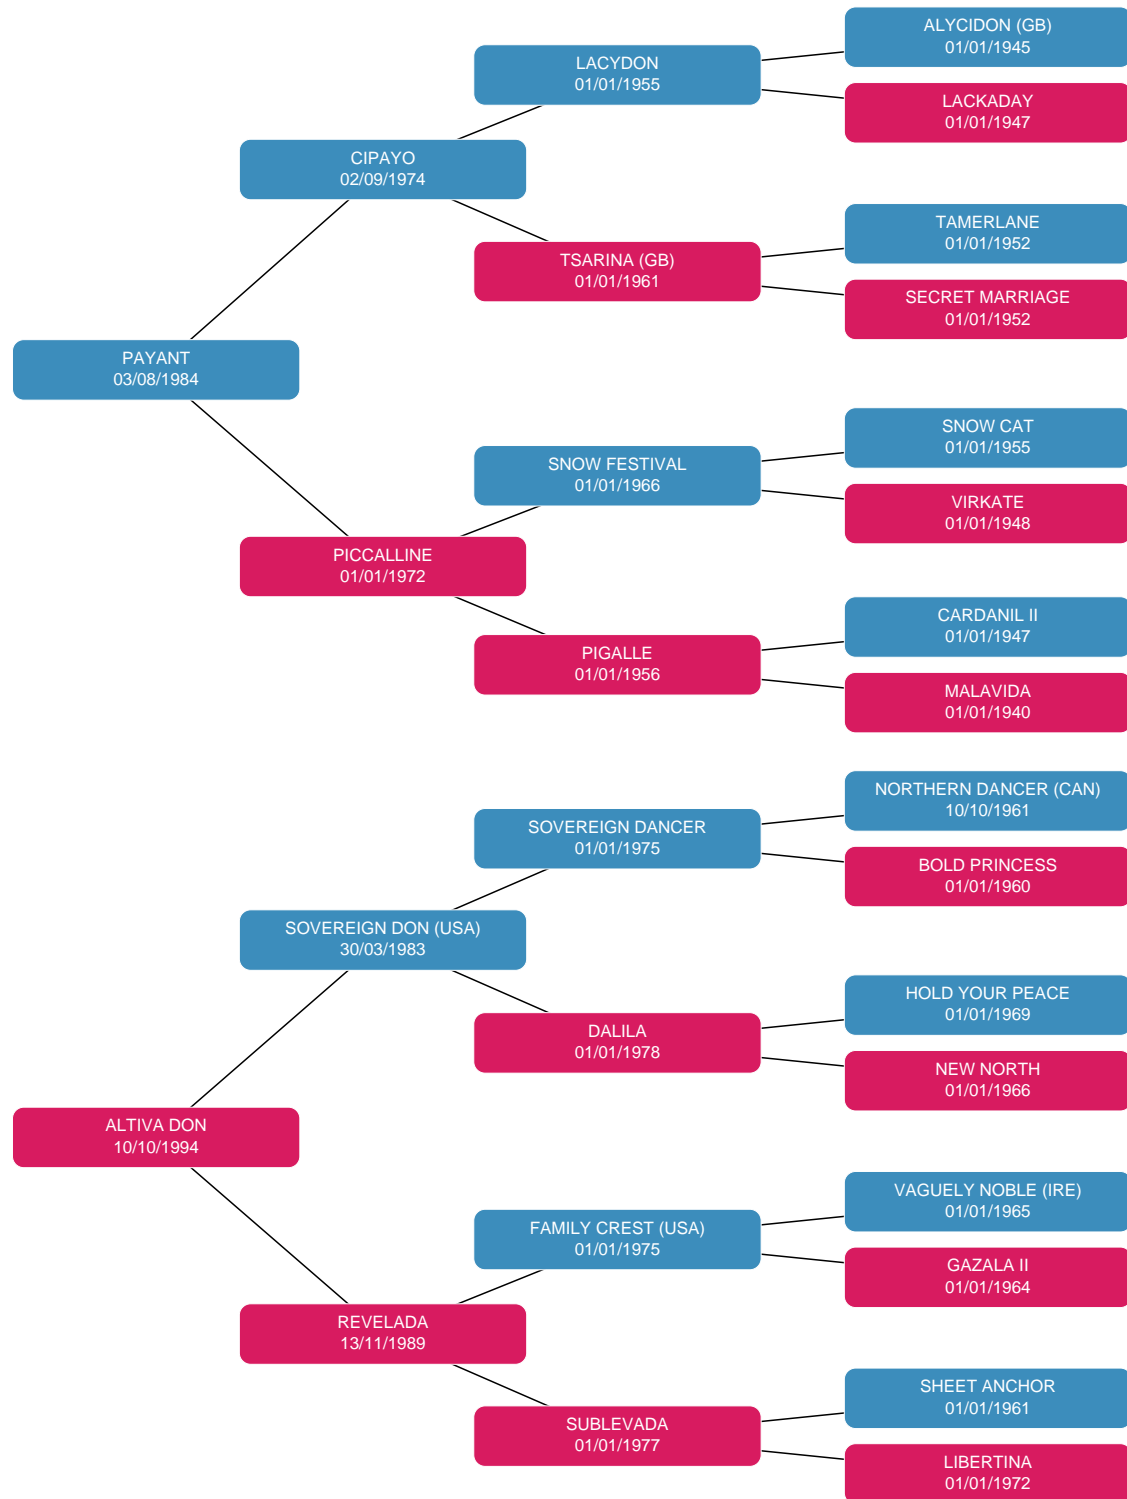 ALYCIDON (GB)
01/01/1945
LACYDON
01/01/1955
LACKADAY
01/01/1947
CIPAYO
02/09/1974
TAMERLANE
01/01/1952
TSARINA (GB)
01/01/1961
SECRET MARRIAGE
01/01/1952
PAYANT
03/08/1984
SNOW CAT
01/01/1955
SNOW FESTIVAL
01/01/1966
VIRKATE
01/01/1948
PICCALLINE
01/01/1972
CARDANIL II
01/01/1947
PIGALLE
01/01/1956
MALAVIDA
01/01/1940
NORTHERN DANCER (CAN)
10/10/1961
SOVEREIGN DANCER
01/01/1975
BOLD PRINCESS
01/01/1960
SOVEREIGN DON (USA)
30/03/1983
HOLD YOUR PEACE
01/01/1969
DALILA
01/01/1978
NEW NORTH
01/01/1966
ALTIVA DON
10/10/1994
VAGUELY NOBLE (IRE)
01/01/1965
FAMILY CREST (USA)
01/01/1975
GAZALA II
01/01/1964
REVELADA
13/11/1989
SHEET ANCHOR
01/01/1961
SUBLEVADA
01/01/1977
LIBERTINA
01/01/1972